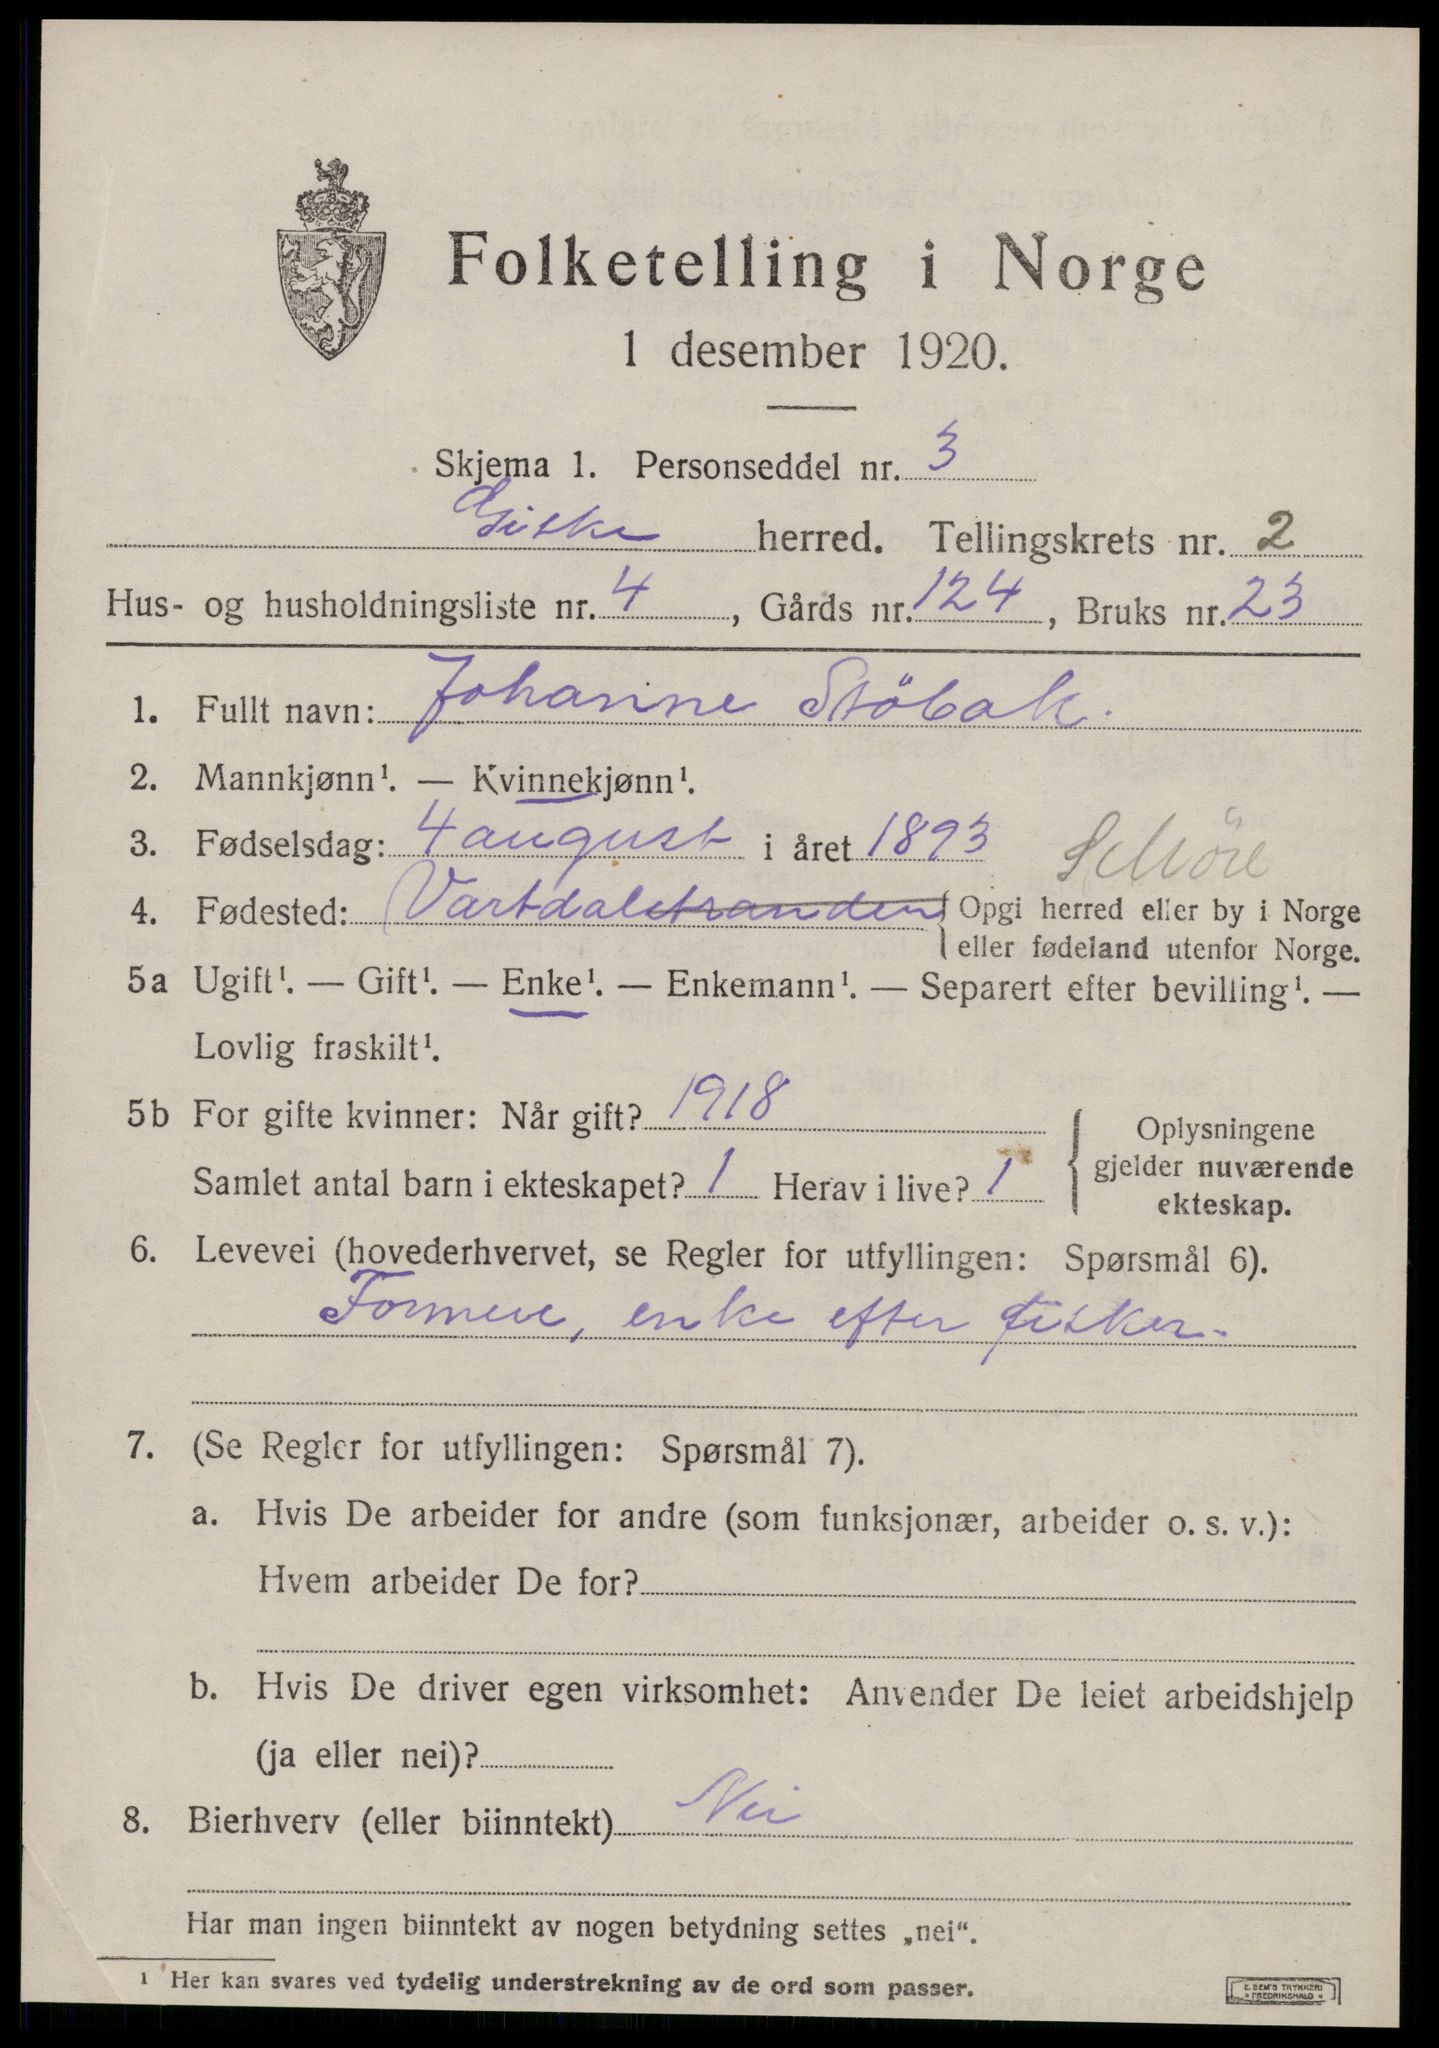 Folketelling i Norge
1 desember 1920.
Skjema 1. Personseddel nr. 3
Giske herred. Tellingskrets nr. 2
Hus- og husholdningsliste nr. 4, Gårds nr. 124, Bruks nr. 23
1. Fullt navn: Johanne Stöbak.
2. Mannkjønn¹. — Kvinnekjønn¹.
3. Fødselsdag: 4 august i året 1893
4. Fødested: Vartdalstranden { Opgi herred eller by i Norge
eller fødeland utenfor Norge.
5a Ugift¹. — Gift¹. — Enke¹. — Enkemann¹. — Separert efter bevilling¹. —
Lovlig fraskilt¹.
5b For gifte kvinner: Når gift? 1918
Samlet antal barn i ekteskapet? 1 Herav i live? 1
{ Oplysningene
gjelder nuværende
ekteskap.
6. Levevei (hovederhvervet, se Regler for utfyllingen: Spørsmål 6).
enke efter fisker.
7. (Se Regler for utfyllingen: Spørsmål 7).
a. Hvis De arbeider for andre (som funksjonær, arbeider o. s. v.):
Hvem arbeider De for?
b. Hvis De driver egen virksomhet: Anvender De leiet arbeidshjelp
(ja eller nei)?
8. Bierhverv (eller biinntekt) Nei
Har man ingen biinntekt av nogen betydning settes „nei“.
¹ Her kan svares ved tydelig understrekning av de ord som passer.
E. SEM'S TRYKKERI
FREDRIKSHALD